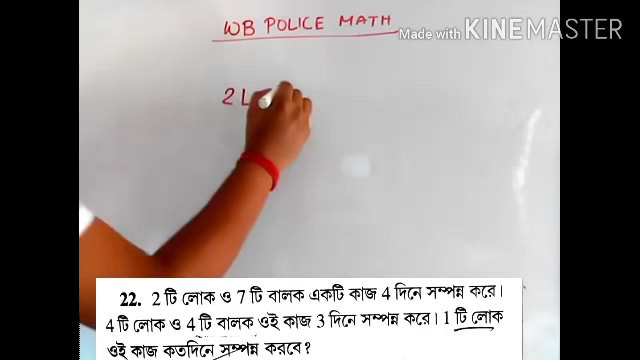 WB POLICE MATH
Made with KINEMASTER
2 L
22. 2 টি লোক ও 7 টি বালক একটি কাজ 4 দিনে সম্পন্ন করে।
4 টি লোক ও 4 টি বালক ওই কাজ 3 দিনে সম্পন্ন করে। 1 টি লোক
ওই কাজ কতদিনে সম্পন্ন করবে?